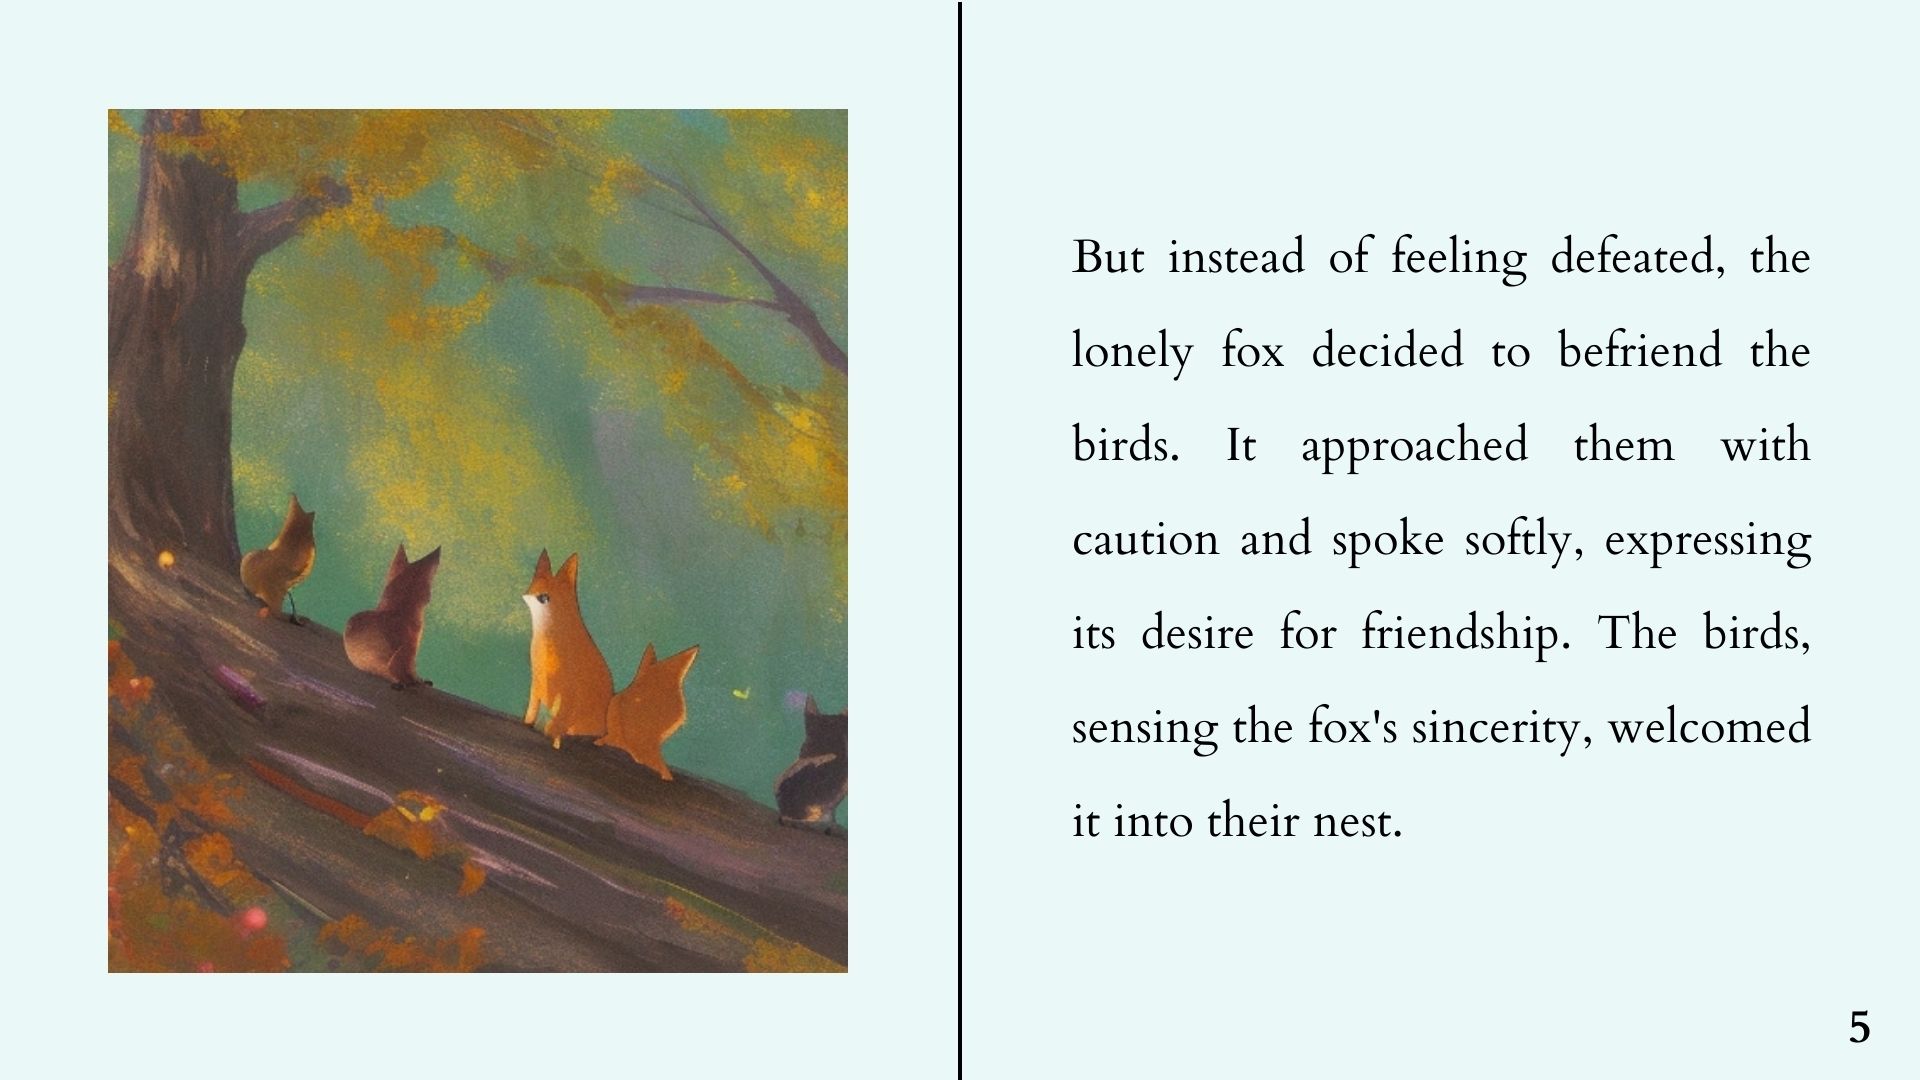 But instead of feeling defeated, the
lonely fox decided to befriend the
birds. It approached them with
caution and spoke softly, expressing
its desire for friendship. The birds,
sensing the fox's sincerity, welcomed
it into their nest.
5